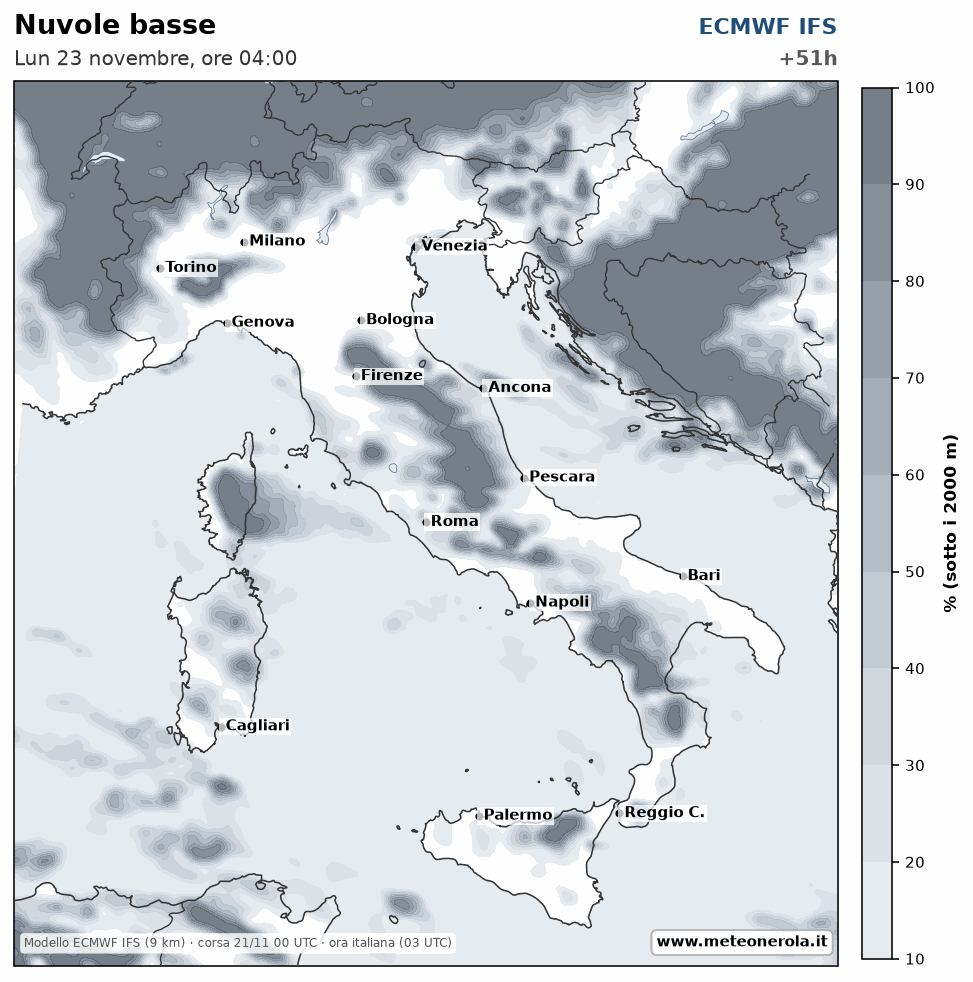 Nuvole basse
ECMWF IFS
Lun 23 novembre, ore 04:00
+51h
Milano
Venezia
Torino
Genova
Bologna
Firenze
Ancona
Pescara
Roma
Bari
Napoli
Cagliari
Palermo
Reggio C.
Modello ECMWF IFS (9 km) · corsa 21/11 00 UTC · ora italiana (03 UTC)
www.meteonerola.it
100
90
80
70
60
50
40
30
20
10
% (sotto i 2000 m)